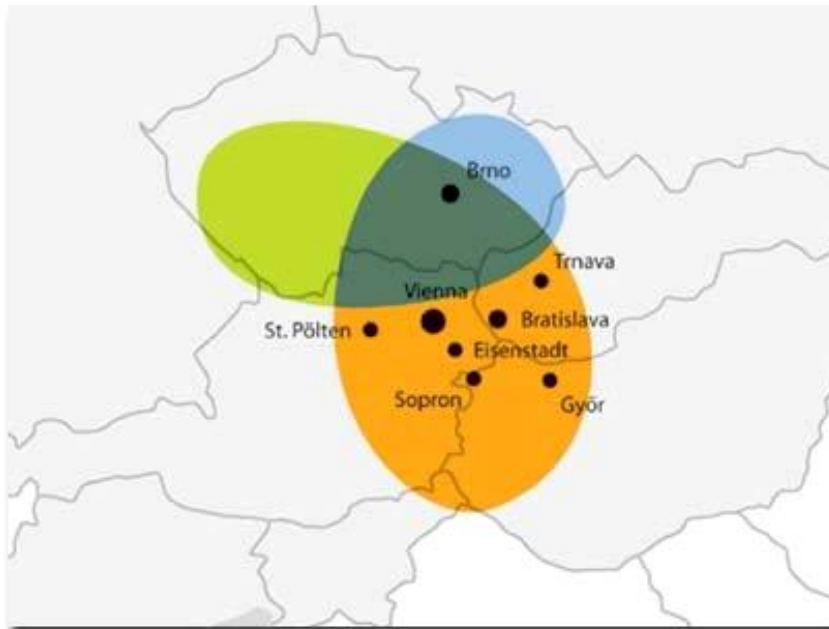 Brno
Trnava
Vienna
St. Pölten
Bratislava
Eisenstadt
Sopron
Györ